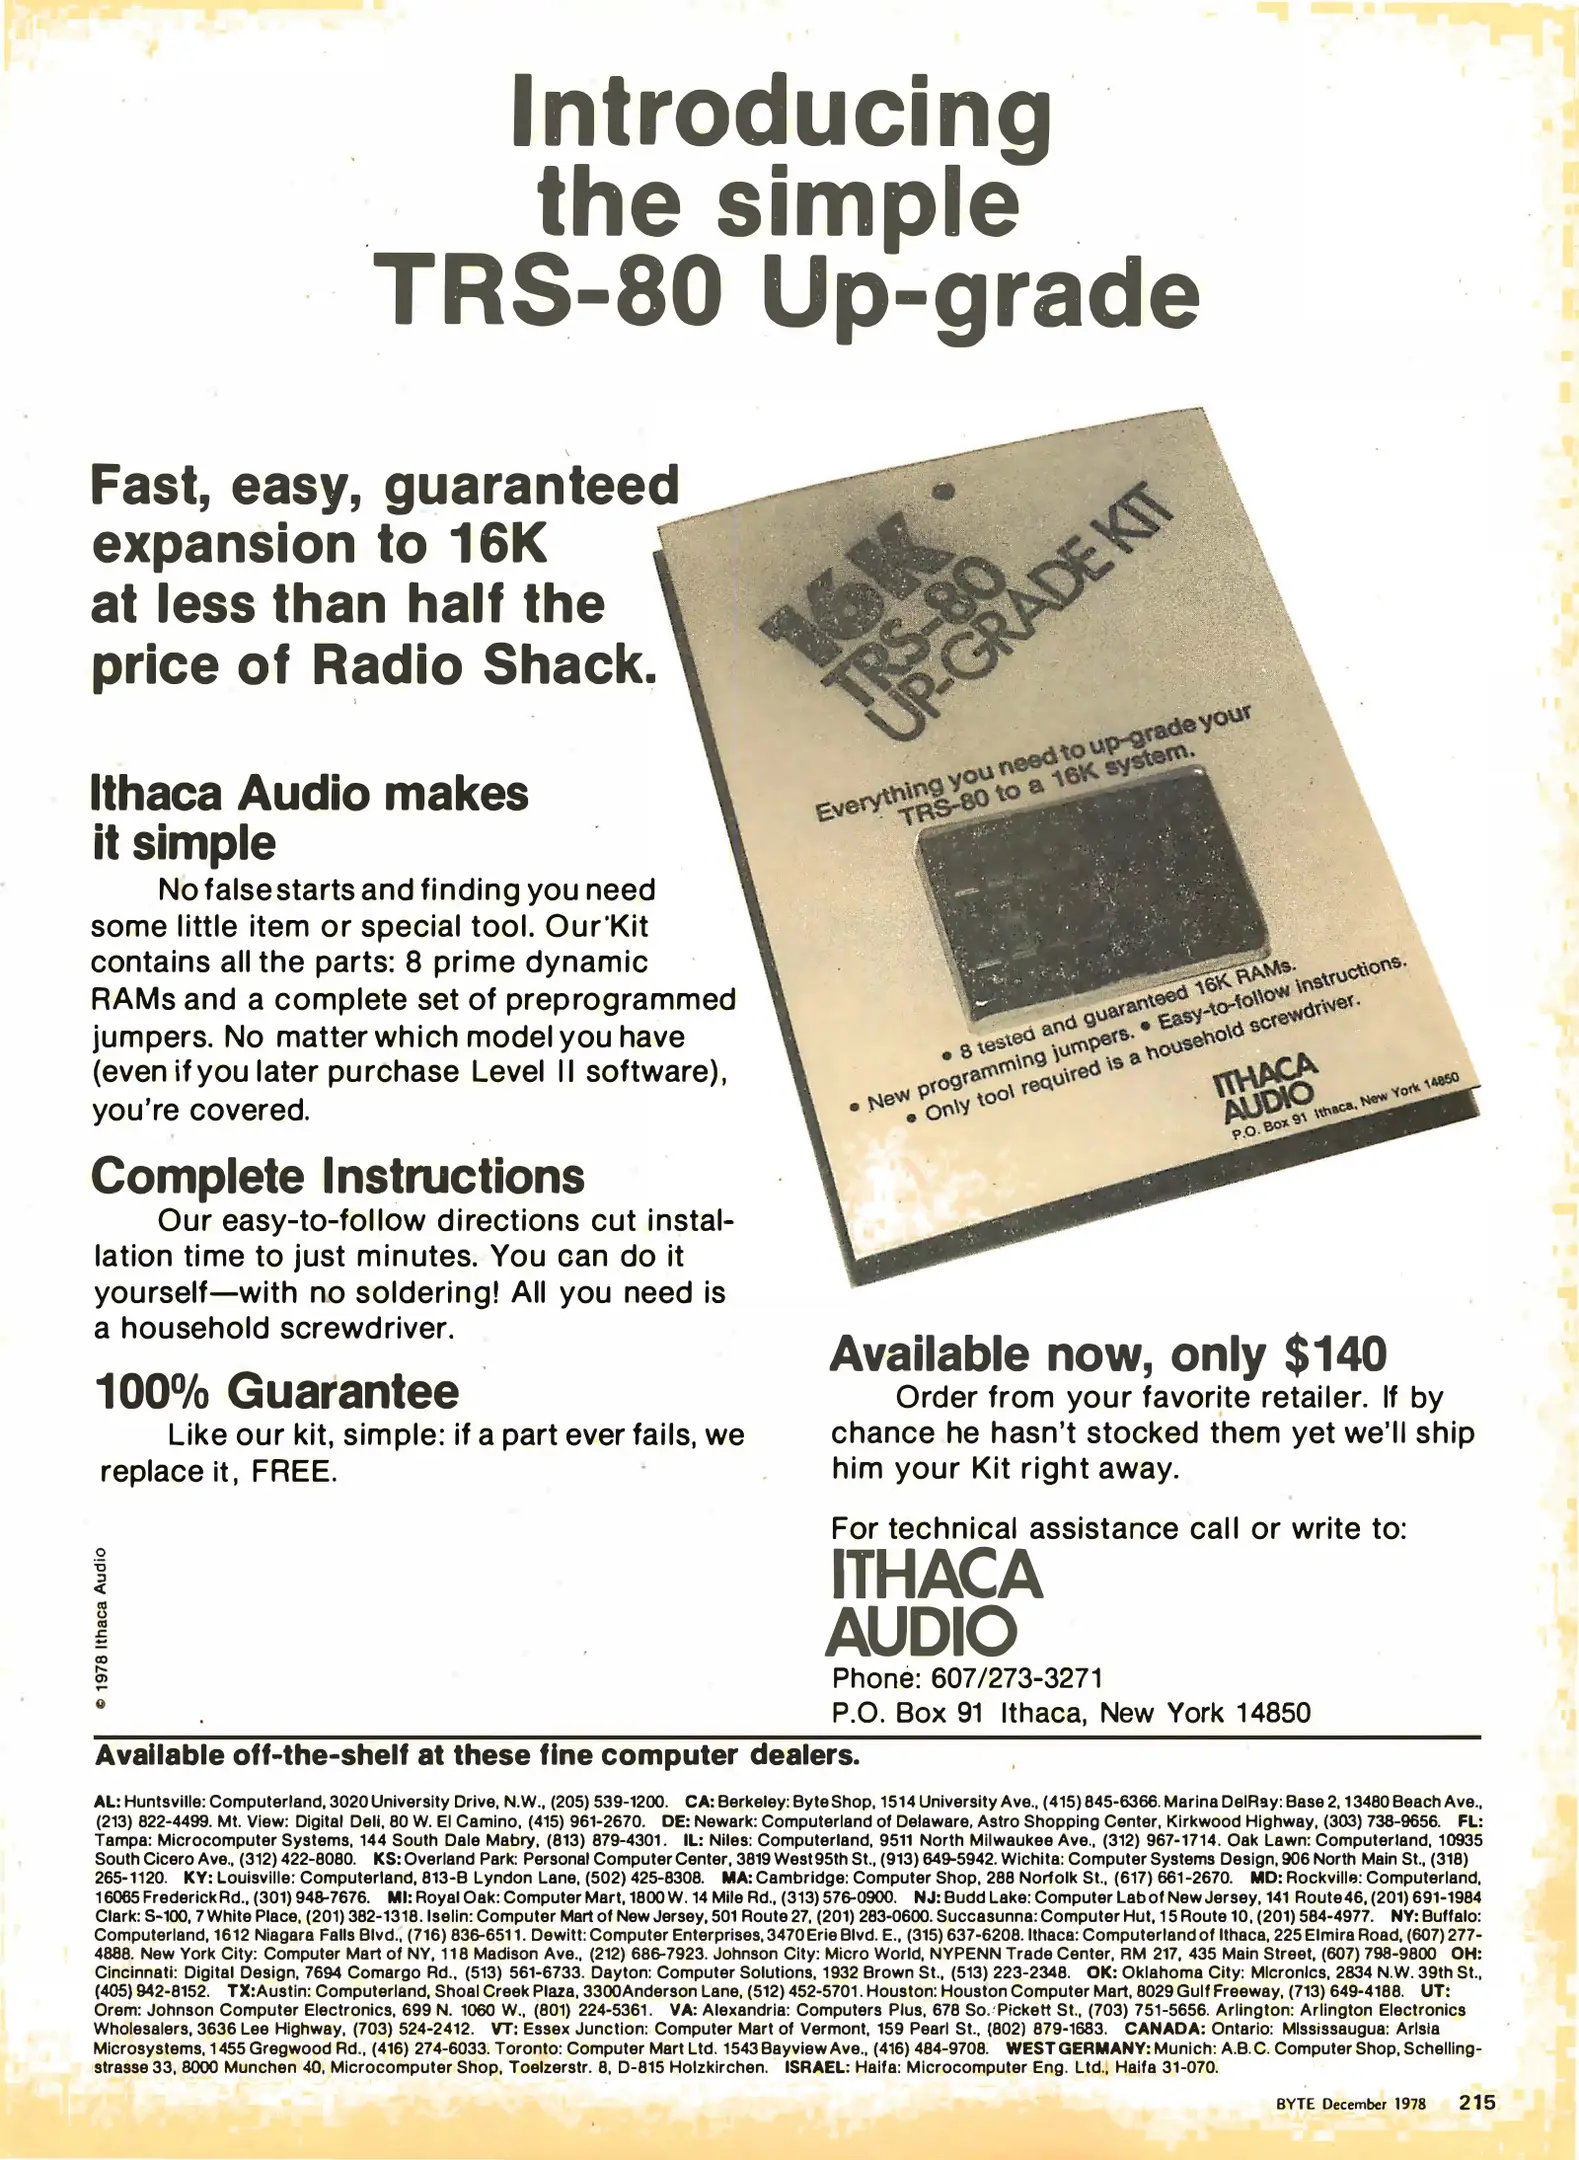 Introducing
the simple
TRS-80 Up-grade
Fast, easy, guaranteed
expansion to 16K
at less than half the
price of Radio Shack.
Ithaca Audio makes
it simple
No false starts and finding you need
some little item or special tool. Our Kit
contains all the parts: 8 prime dynamic
RAMs and a complete set of preprogrammed
jumpers. No matter which model you have
(even if you later purchase Level II software),
you're covered.
Complete Instructions
Our easy-to-follow directions cut instal-
lation time to just minutes. You can do it
yourself—with no soldering! All you need is
a household screwdriver.
100% Guarantee
Like our kit, simple: if a part ever fails, we
replace it, FREE.
© 1978 Ithaca Audio
16K
TRS-80
UP-GRADE KIT
Everything you need to up-grade your
TRS-80 to a 16K system.
• 8 tested and guaranteed 16K RAMs.
• New programming jumpers. • Easy-to-follow instructions.
• Only tool required is a household screwdriver.
ITHACA
AUDIO
P.O. Box 91 Ithaca, New York 14850
Available now, only $140
Order from your favorite retailer. If by
chance he hasn't stocked them yet we'll ship
him your Kit right away.
For technical assistance call or write to:
ITHACA
AUDIO
Phone: 607/273-3271
P.O. Box 91 Ithaca, New York 14850
Available off-the-shelf at these fine computer dealers.
AL: Huntsville: Computerland, 3020 University Drive, N.W., (205) 539-1200. CA: Berkeley: Byte Shop, 1514 University Ave., (415) 845-6366. Marina DelRay: Base 2, 13480 Beach Ave.,
(213) 822-4499. Mt. View: Digital Deli, 80 W. El Camino, (415) 961-2670. DE: Newark: Computerland of Delaware, Astro Shopping Center, Kirkwood Highway, (303) 738-9656. FL:
Tampa: Microcomputer Systems, 144 South Dale Mabry, (813) 879-4301. IL: Niles: Computerland, 9511 North Milwaukee Ave., (312) 967-1714. Oak Lawn: Computerland, 10935
South Cicero Ave., (312) 422-8080. KS: Overland Park: Personal Computer Center, 3819 West 95th St., (913) 649-5942. Wichita: Computer Systems Design, 906 North Main St., (318)
265-1120. KY: Louisville: Computerland, 813-B Lyndon Lane, (502) 425-8308. MA: Cambridge: Computer Shop, 288 Norfolk St., (617) 661-2670. MD: Rockville: Computerland,
16065 Frederick Rd., (301) 948-7676. MI: Royal Oak: Computer Mart, 1800 W. 14 Mile Rd., (313) 576-0900. NJ: Budd Lake: Computer Lab of New Jersey, 141 Route 46, (201) 691-1984
Clark: S-100, 7 White Place, (201) 382-1318. Iselin: Computer Mart of New Jersey, 501 Route 27, (201) 283-0600. Succasunna: Computer Hut, 15 Route 10, (201) 584-4977. NY: Buffalo:
Computerland, 1612 Niagara Falls Blvd., (716) 836-6511. Dewitt: Computer Enterprises, 3470 Erie Blvd. E., (315) 637-6208. Ithaca: Computerland of Ithaca, 225 Elmira Road, (607) 277-
4888. New York City: Computer Mart of NY, 118 Madison Ave., (212) 686-7923. Johnson City: Micro World, NYPENN Trade Center, RM 217, 435 Main Street, (607) 798-9800 OH:
Cincinnati: Digital Design, 7694 Comargo Rd., (513) 561-6733. Dayton: Computer Solutions, 1932 Brown St., (513) 223-2348. OK: Oklahoma City: Micronics, 2834 N.W. 39th St.,
(405) 942-8152. TX: Austin: Computerland, Shoal Creek Plaza, 3300 Anderson Lane, (512) 452-5701. Houston: Houston Computer Mart, 8029 Gulf Freeway, (713) 649-4188. UT:
Orem: Johnson Computer Electronics, 699 N. 1060 W., (801) 224-5361. VA: Alexandria: Computers Plus, 678 So. Pickett St., (703) 751-5656. Arlington: Arlington Electronics
Wholesalers, 3636 Lee Highway, (703) 524-2412. VT: Essex Junction: Computer Mart of Vermont, 159 Pearl St., (802) 879-1683. CANADA: Ontario: Mississaugua: Arisia
Microsystems, 1455 Gregwood Rd., (416) 274-6033. Toronto: Computer Mart Ltd. 1543 Bayview Ave., (416) 484-9708. WEST GERMANY: Munich: A.B.C. Computer Shop, Schelling-
strasse 33, 8000 Munchen 40, Microcomputer Shop, Toelzerstr. 8, D-815 Holzkirchen. ISRAEL: Haifa: Microcomputer Eng. Ltd., Haifa 31-070.
BYTE December 1978 215